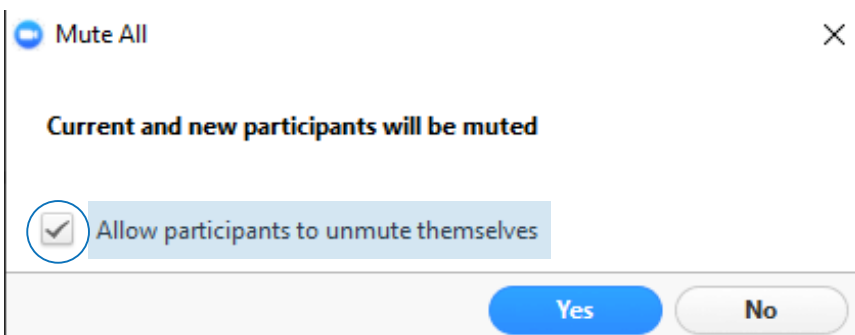 Mute All
Current and new participants will be muted
Allow participants to unmute themselves
Yes No